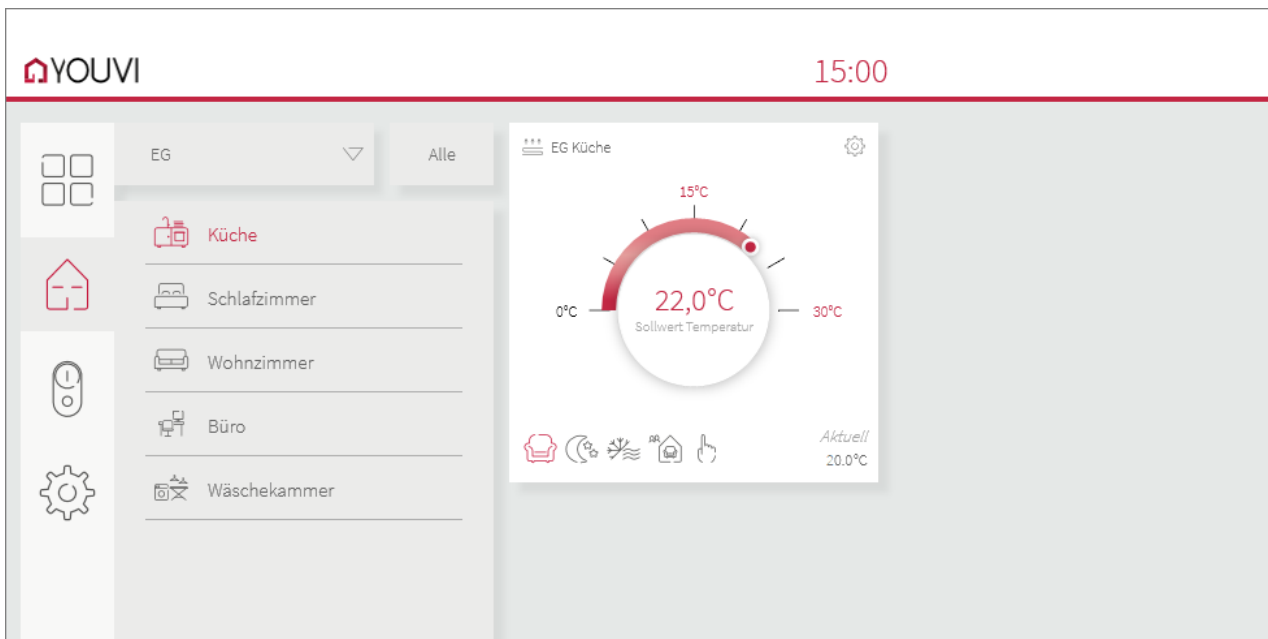 YOUVI
15:00
EG
Alle
Küche
Schlafzimmer
Wohnzimmer
Büro
Wäschekammer
EG Küche
15°C
0°C
30°C
22,0°C
Sollwert Temperatur
Aktuell
20.0°C